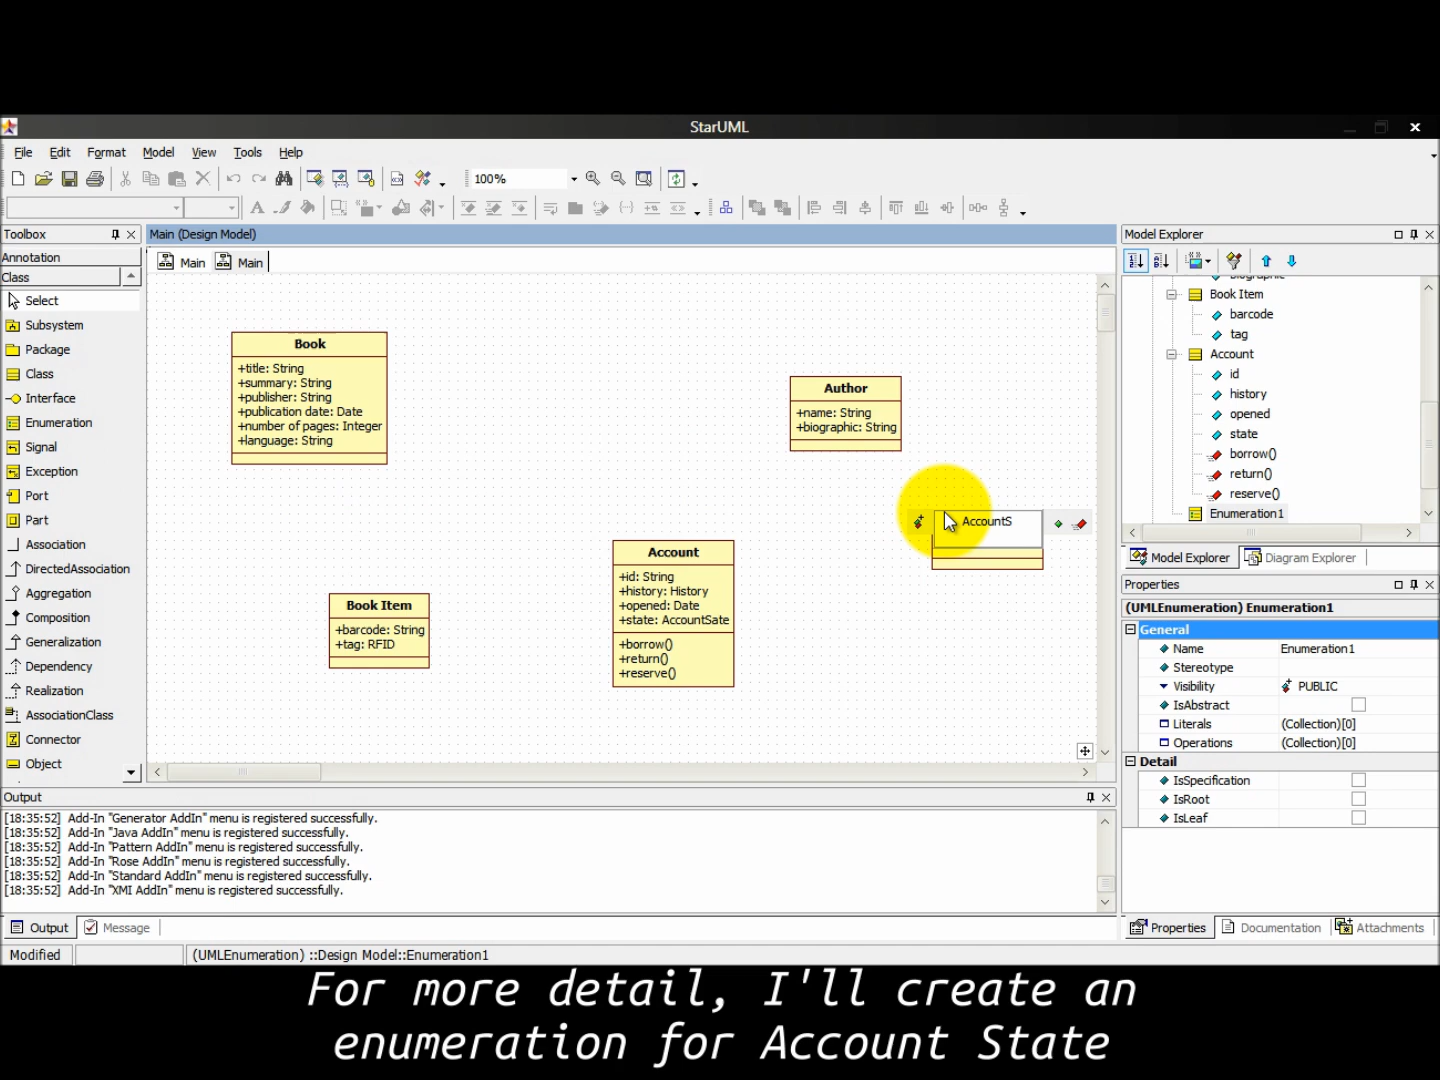 StarUML
File Edit Format Model View Tools Help
100%
Toolbox
Main (Design Model)
Model Explorer
Annotation
Class
Main Main
Select
Subsystem
Package
Class
Interface
Enumeration
Signal
Exception
Port
Part
Association
DirectedAssociation
Aggregation
Composition
Generalization
Dependency
Realization
AssociationClass
Connector
Object
Book
+title: String
+summary: String
+publisher: String
+publication date: Date
+number of pages: Integer
+language: String
Author
+name: String
+biographic: String
AccountS
Account
+id: String
+history: History
+opened: Date
+state: AccountSate
+borrow()
+return()
+reserve()
Book Item
+barcode: String
+tag: RFID
biographic
Book Item
barcode
tag
Account
id
history
opened
state
borrow()
return()
reserve()
Enumeration1
Model Explorer Diagram Explorer
Properties
(UMLEnumeration) Enumeration1
General
Name Enumeration1
Stereotype
Visibility PUBLIC
IsAbstract
Literals (Collection)[0]
Operations (Collection)[0]
Detail
IsSpecification
IsRoot
IsLeaf
Properties Documentation Attachments
Output
[18:35:52] Add-In "Generator AddIn" menu is registered successfully.
[18:35:52] Add-In "Java AddIn" menu is registered successfully.
[18:35:52] Add-In "Pattern AddIn" menu is registered successfully.
[18:35:52] Add-In "Rose AddIn" menu is registered successfully.
[18:35:52] Add-In "Standard AddIn" menu is registered successfully.
[18:35:52] Add-In "XMI AddIn" menu is registered successfully.
Output Message
Modified (UMLEnumeration) ::Design Model::Enumeration1
For more detail, I'll create an
enumeration for Account State